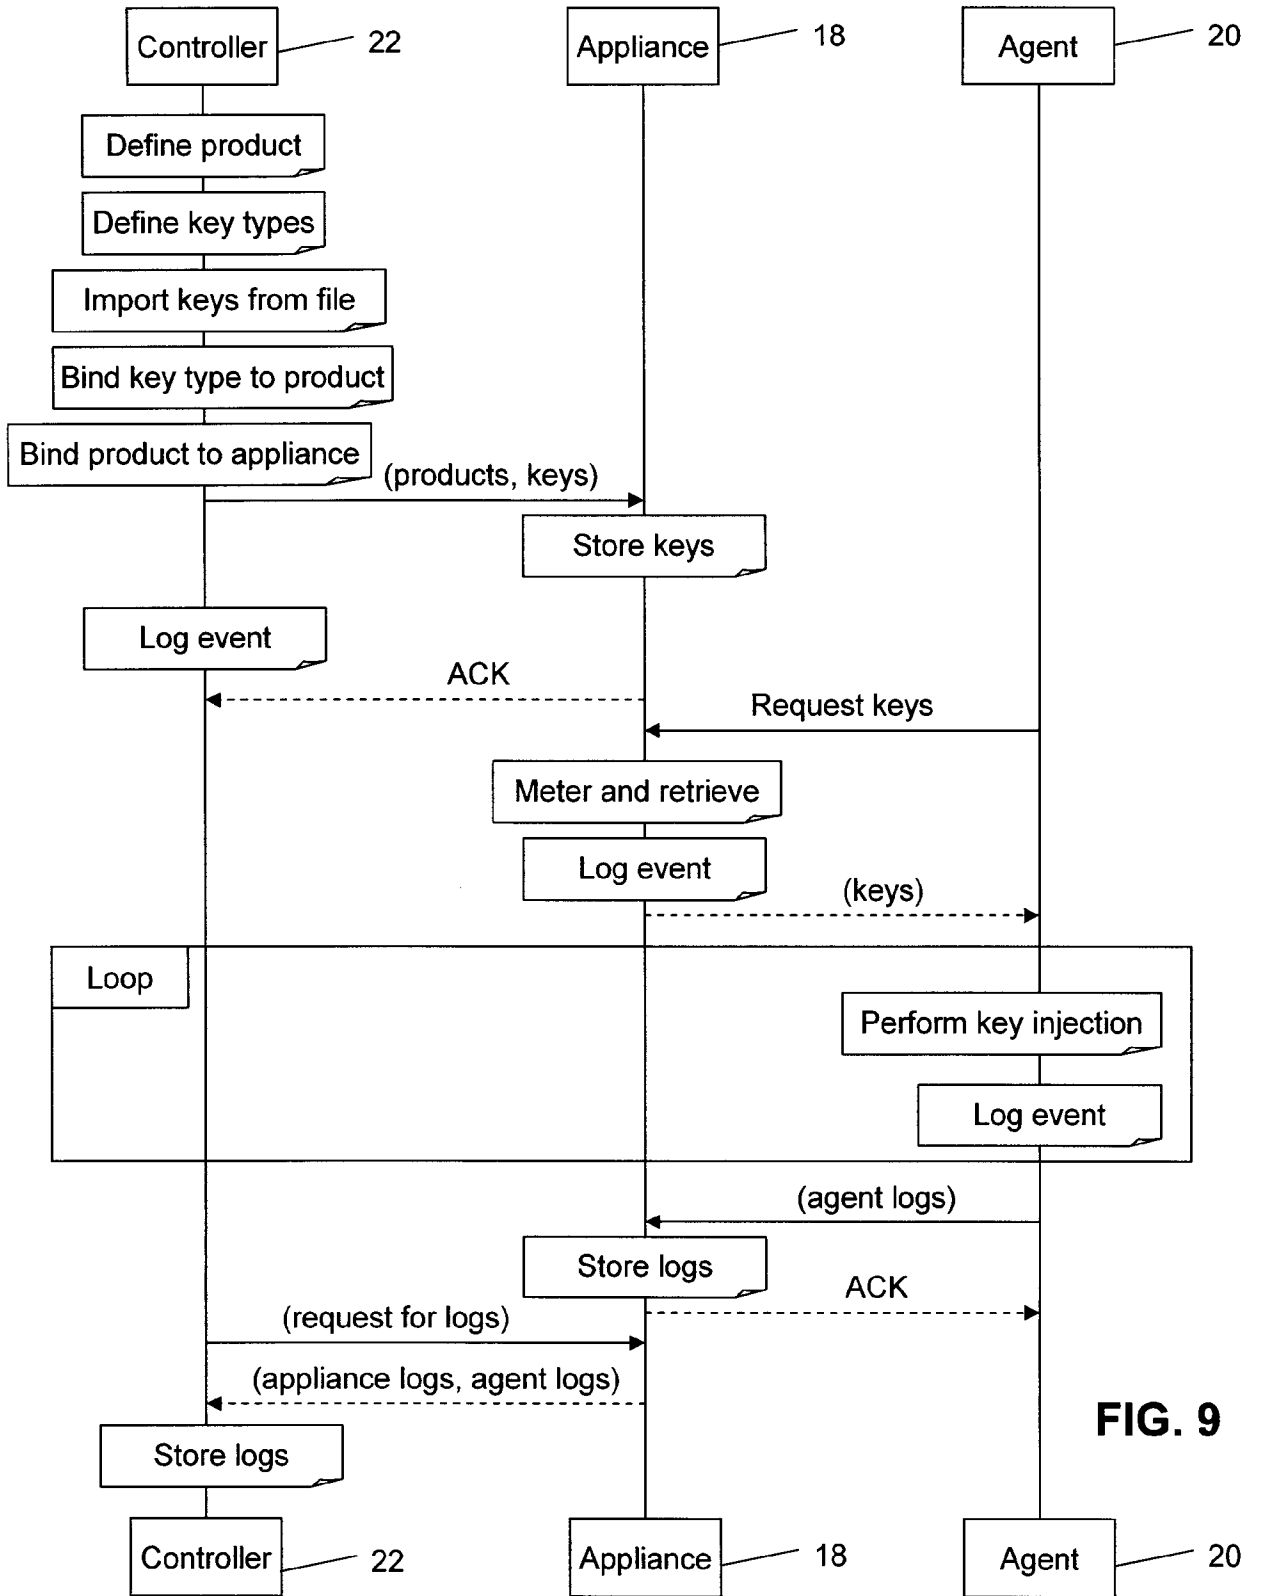 Controller
22
Appliance
18
Agent
20
Define product
Define key types
Import keys from file
Bind key type to product
Bind product to appliance
(products, keys)
Store keys
Log event
ACK
Request keys
Meter and retrieve
Log event
(keys)
Loop
Perform key injection
Log event
(agent logs)
Store logs
ACK
(request for logs)
(appliance logs, agent logs)
FIG. 9
Store logs
Controller
22
Appliance
18
Agent
20